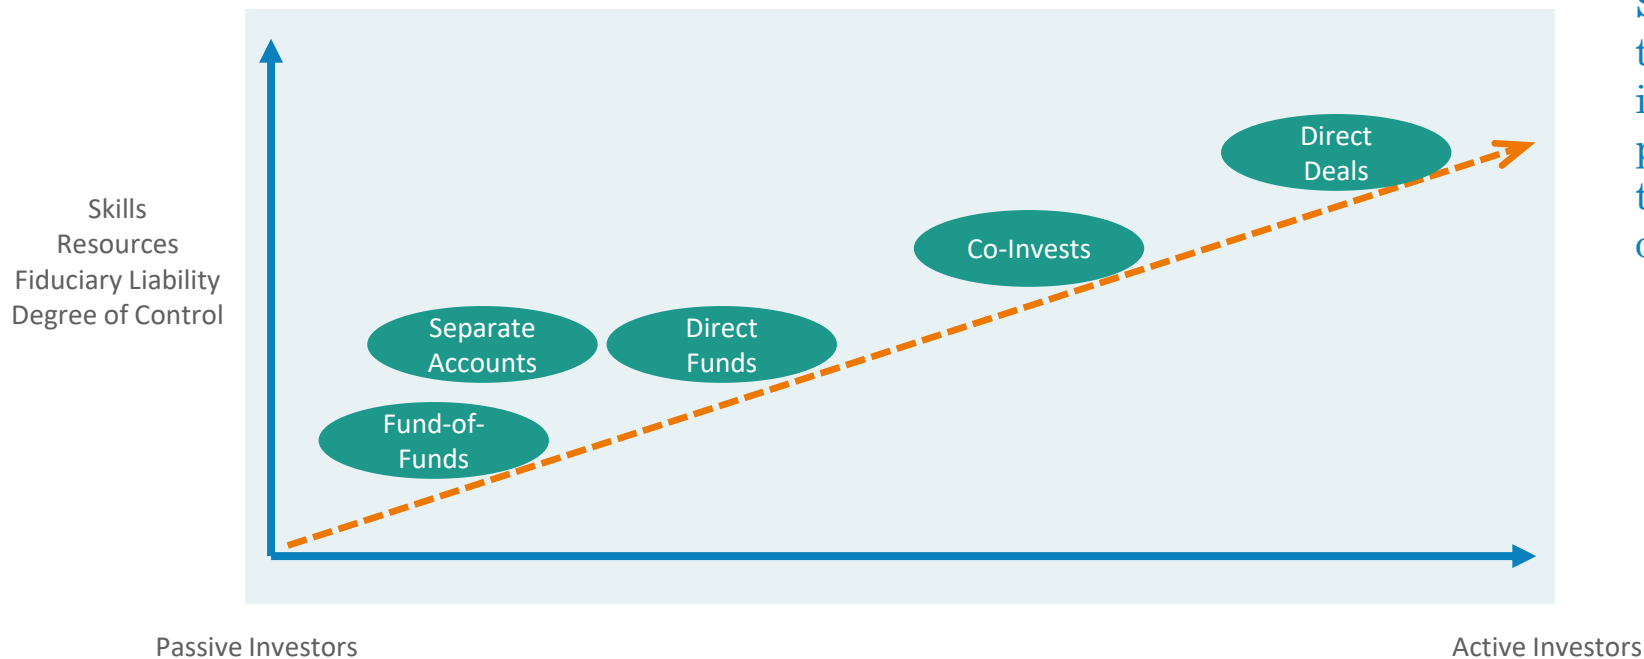 Direct
Deals
Skills
Resources
Fiduciary Liability
Degree of Control
Co-Invests
Separate
Accounts
Direct
Funds
Fund-of-
Funds
Passive Investors
Active Investors